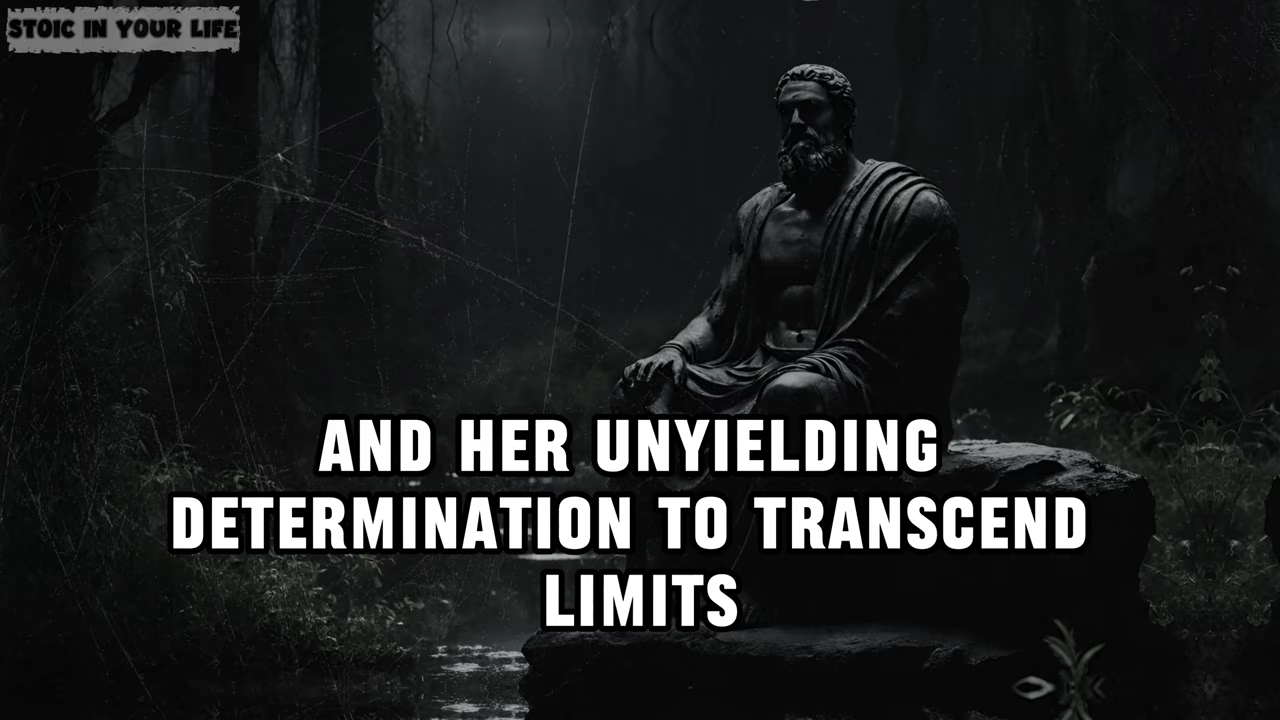 STOIC IN YOUR LIFE
AND HER UNYIELDING
DETERMINATION TO TRANSCEND
LIMITS